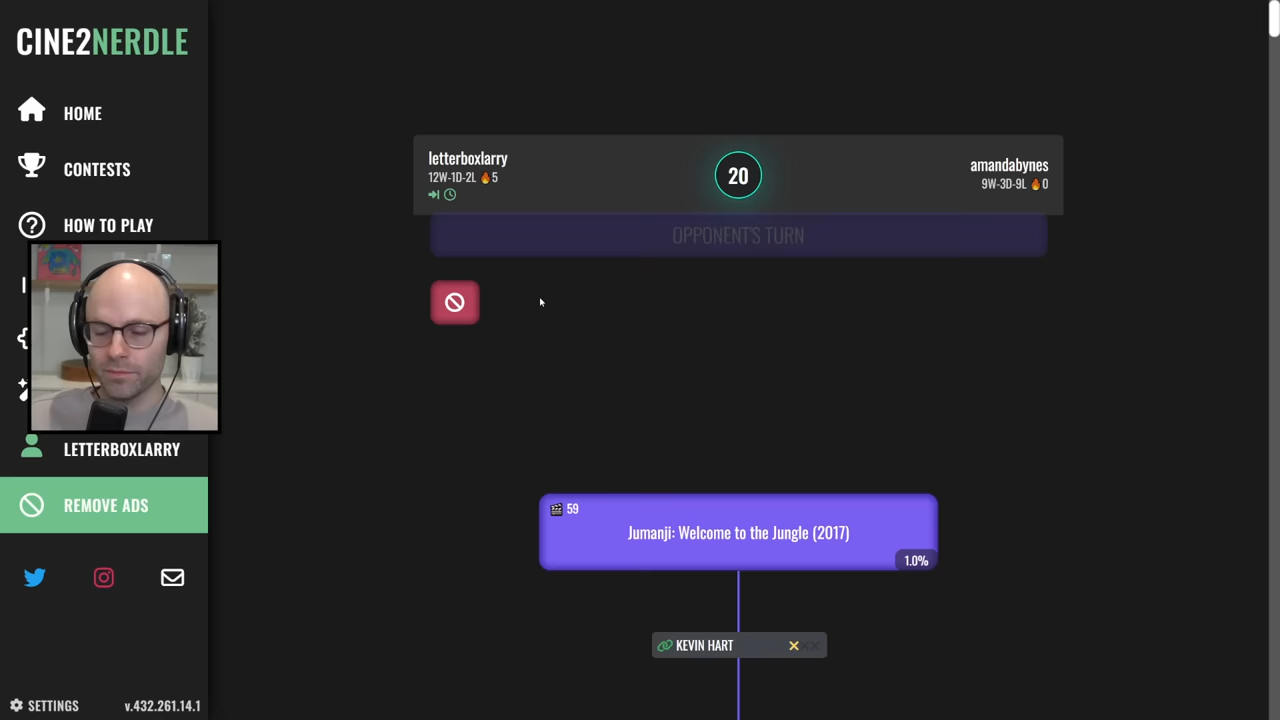 CINE2NERDLE
HOME
CONTESTS
HOW TO PLAY
LETTERBOXLARRY
REMOVE ADS
SETTINGS
v.432.261.14.1
letterboxlarry
12W-1D-2L 🔥5
20
amandabynes
9W-3D-9L 🔥0
OPPONENT'S TURN
59
Jumanji: Welcome to the Jungle (2017)
1.0%
KEVIN HART